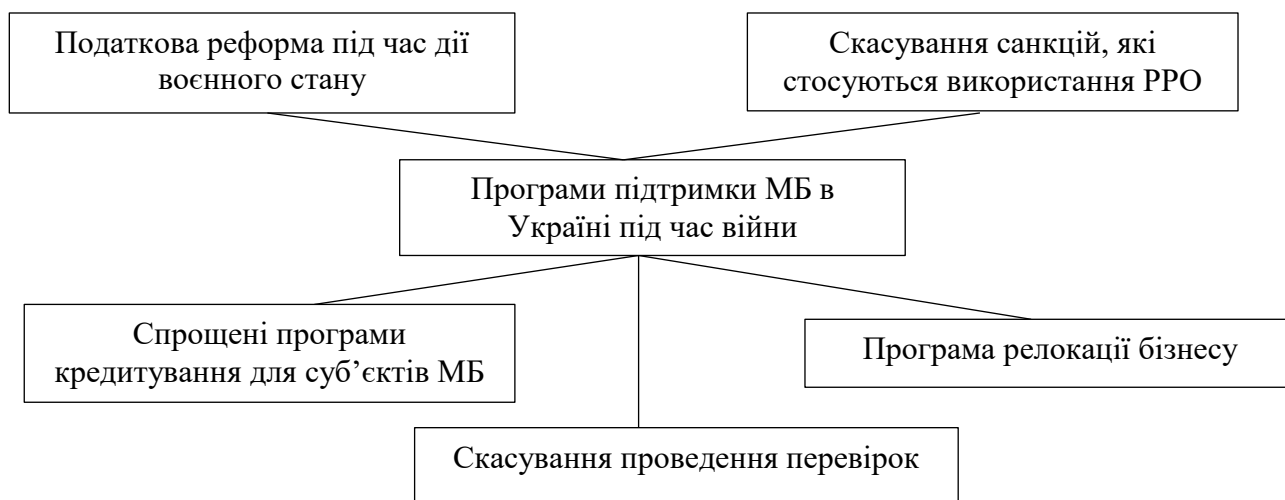 Податкова реформа під час дії
воєнного стану
Скасування санкцій, які
стосуються використання РРО
Програми підтримки МБ в
Україні під час війни
Спрощені програми
кредитування для суб’єктів МБ
Програма релокації бізнесу
Скасування проведення перевірок